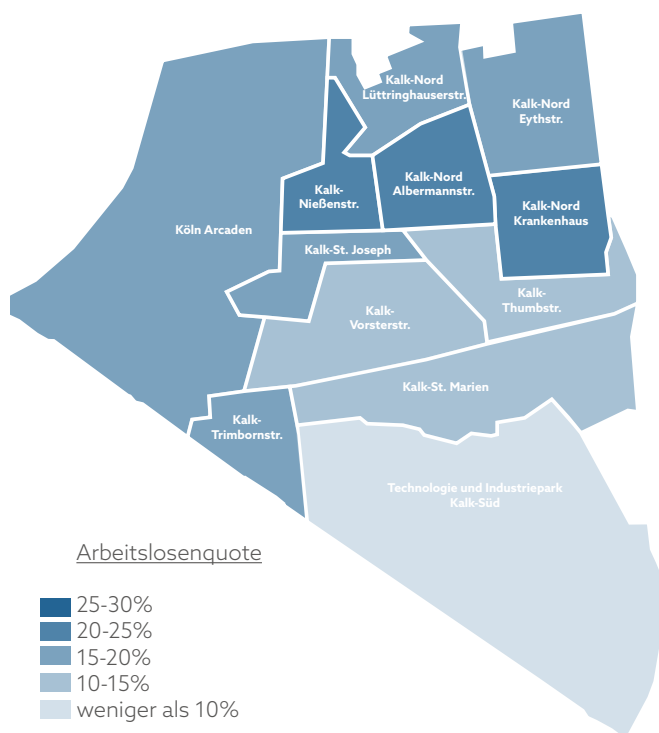 Kalk-Nord
Lüttringhauserstr.
Kalk-Nord
Eythstr.
Kalk-
Nießenstr.
Kalk-Nord
Albermannstr.
Kalk-Nord
Krankenhaus
Köln Arcaden
Kalk-St. Joseph
Kalk-
Thumbstr.
Kalk-
Vorsterstr.
Kalk-St. Marien
Kalk-
Trimbornstr.
Technologie und Industriepark
Kalk-Süd
Arbeitslosenquote
25-30%
20-25%
15-20%
10-15%
weniger als 10%